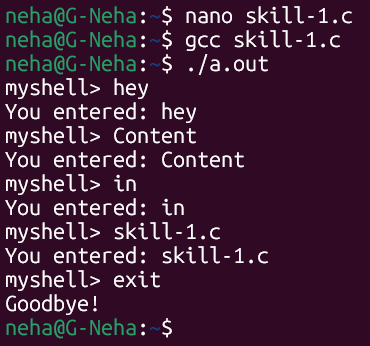 neha@G-Neha:~$ nano skill-1.c
neha@G-Neha:~$ gcc skill-1.c
neha@G-Neha:~$ ./a.out
myshell> hey
You entered: hey
myshell> Content
You entered: Content
myshell> in
You entered: in
myshell> skill-1.c
You entered: skill-1.c
myshell> exit
Goodbye!
neha@G-Neha:~$